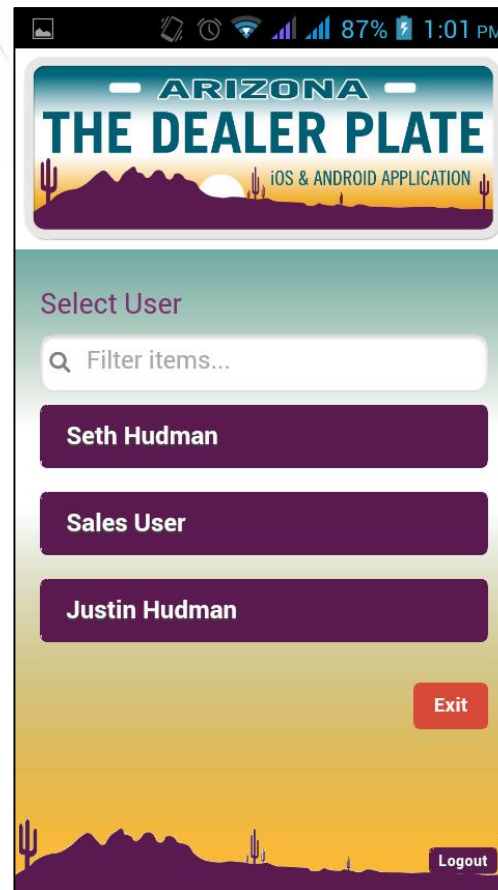 87% 1:01 PM
ARIZONA
THE DEALER PLATE
iOS & ANDROID APPLICATION
Select User
Filter items...
Seth Hudman
Sales User
Justin Hudman
Exit
Logout